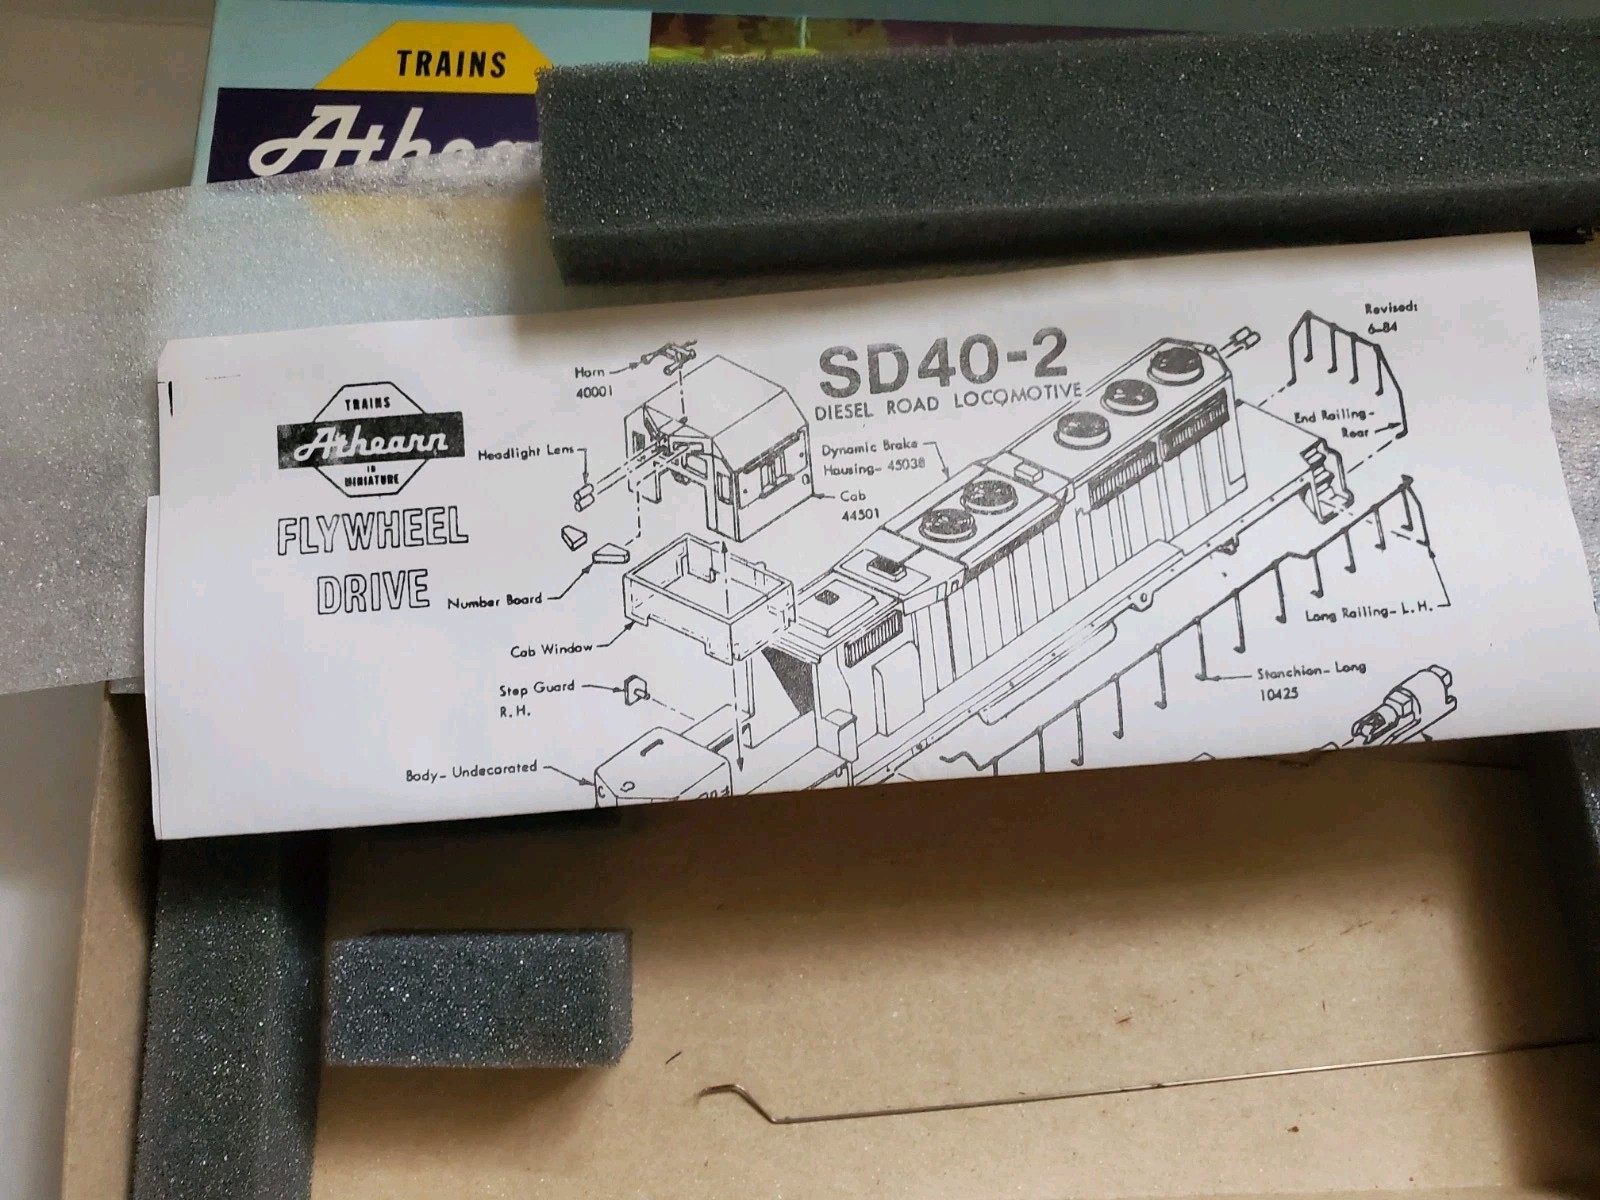 TRAINS
Athea
TRAINS
Athearn
IN
MINIATURE
FLYWHEEL
DRIVE
SD40-2
DIESEL ROAD LOCOMOTIVE
Revised:
6-84
Horn
40001
Headlight Lens
Number Board
Cab Window
Step Guard
R.H.
Body- Undecorated
Dynamic Brake
Housing- 45038
Cab
44501
End Railing-
Rear
Long Railing- L.H.
Stanchion- Long
10425